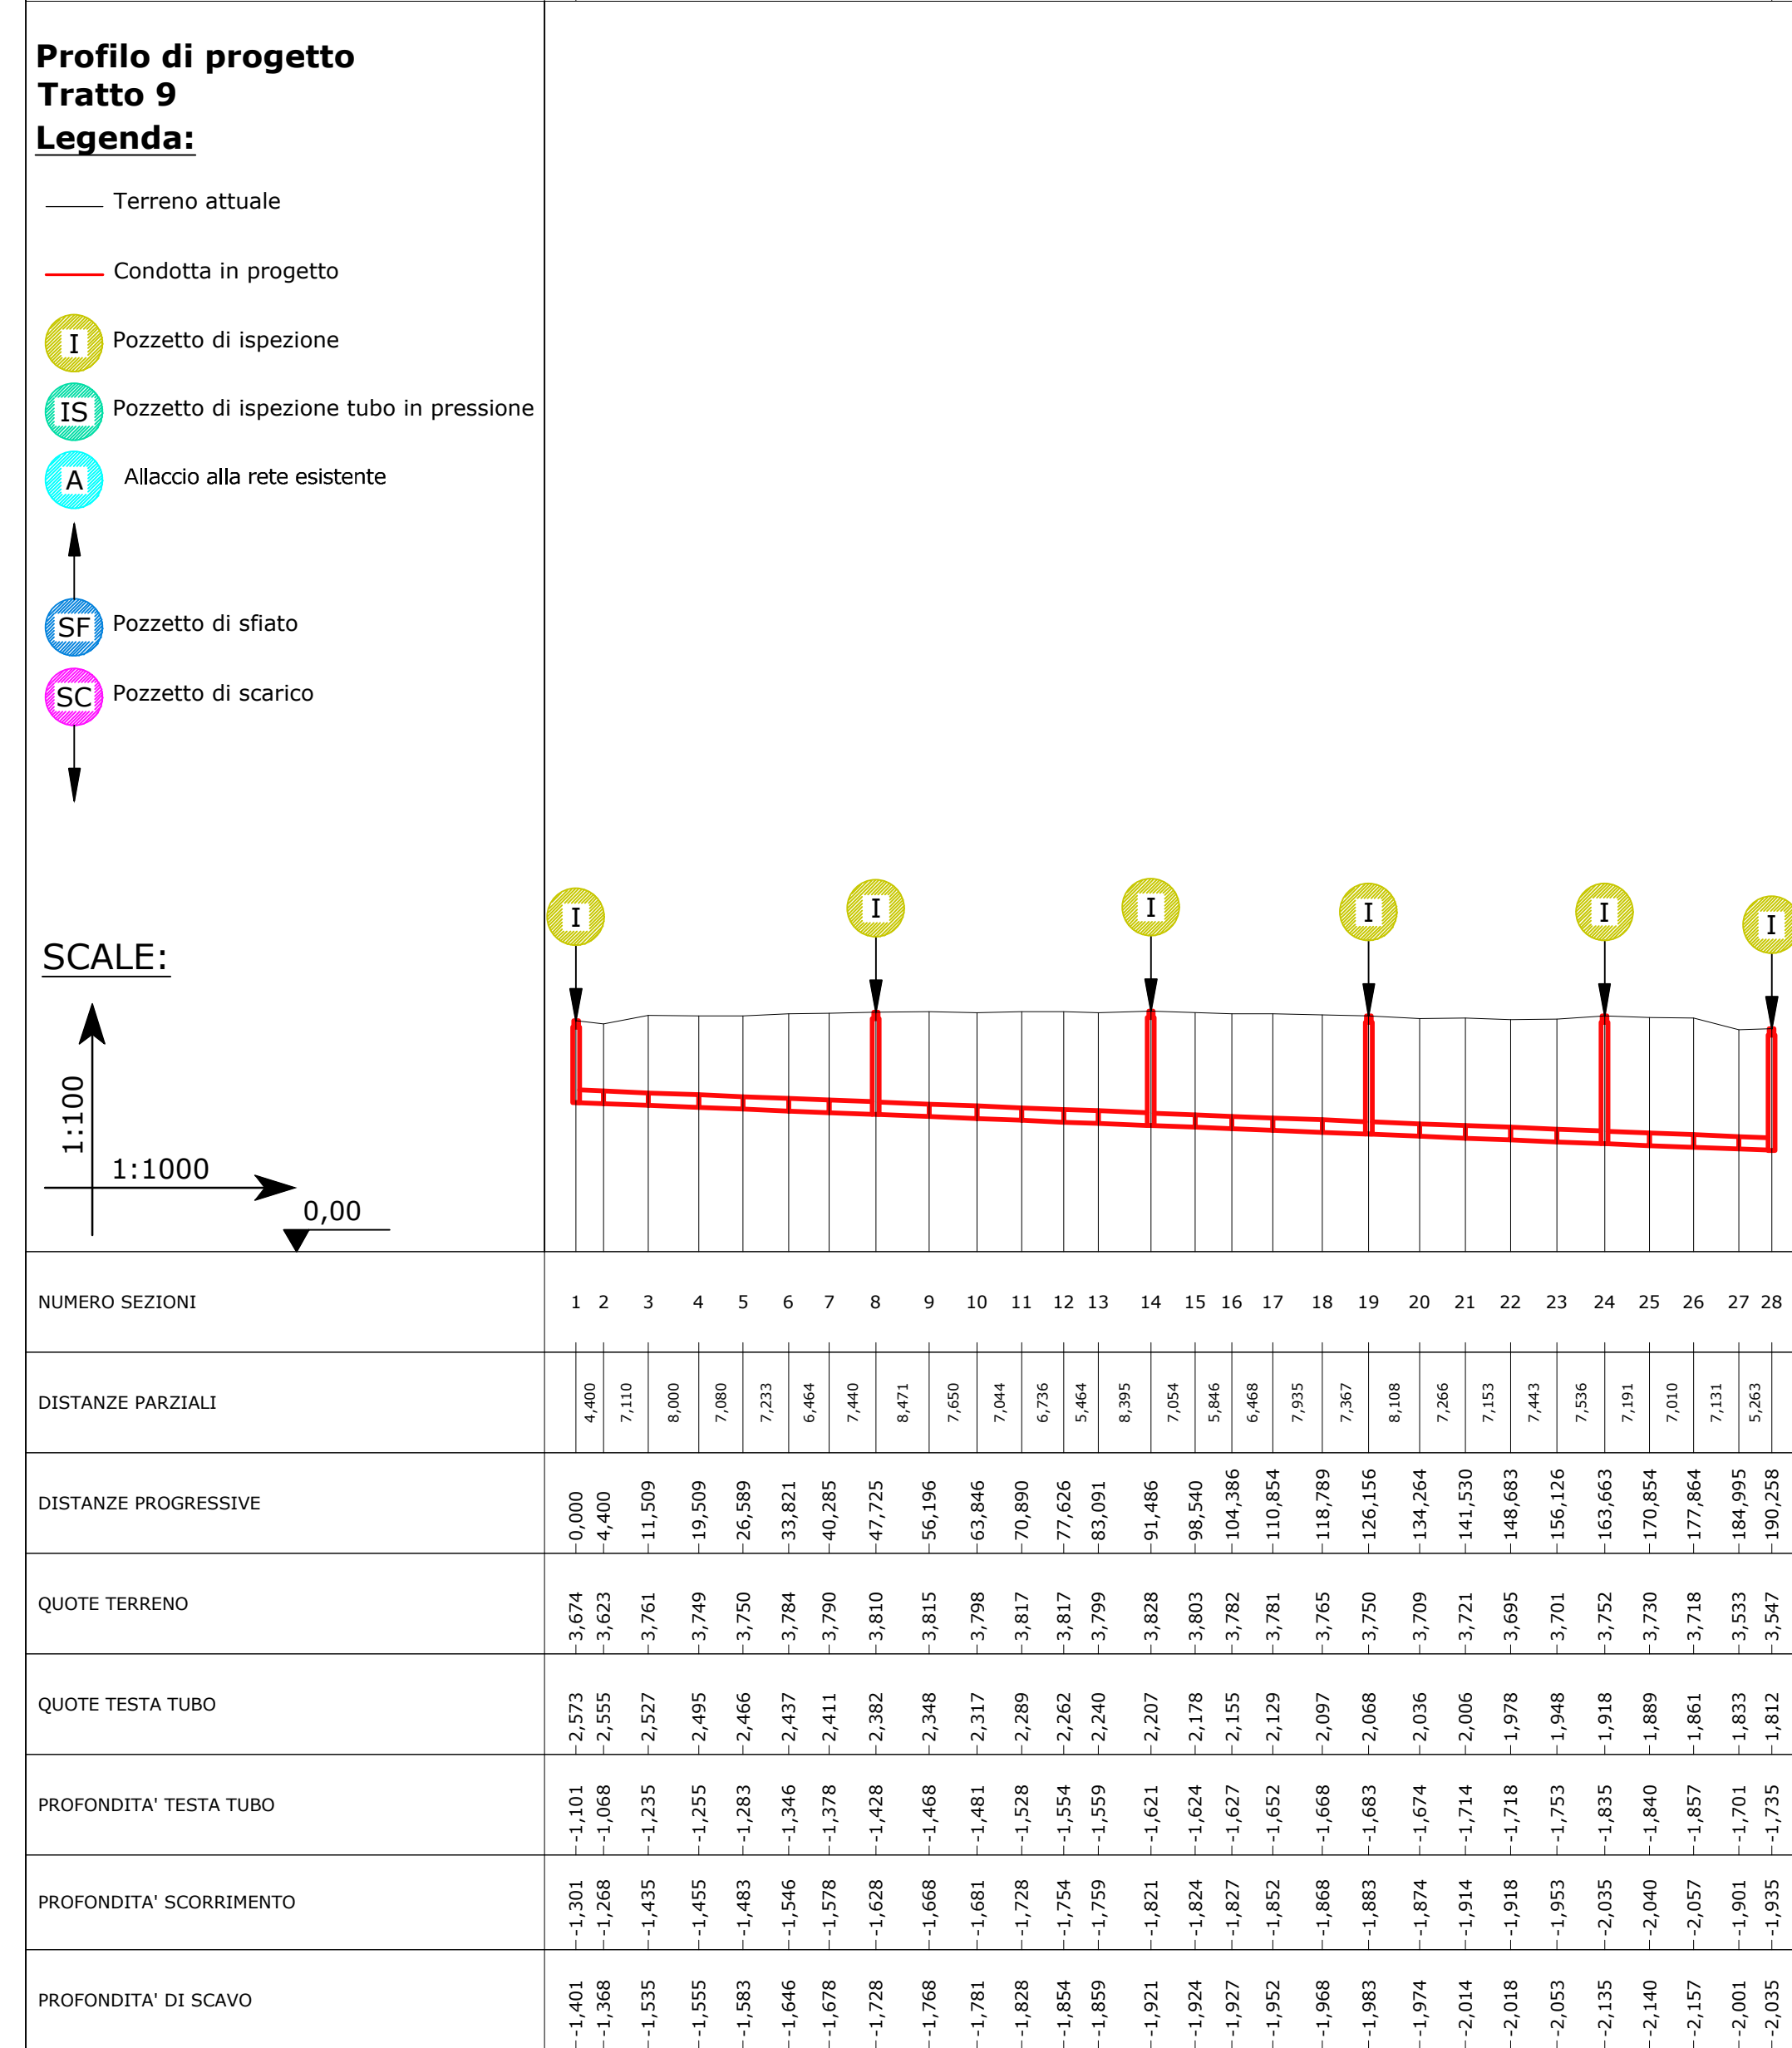 Profilo di progetto
Tratto 9
Legenda:
Terreno attuale
Condotta in progetto
I Pozzetto di ispezione
IS Pozzetto di ispezione tubo in pressione
A Allaccio alla rete esistente
SF Pozzetto di sfiato
SC Pozzetto di scarico
I I I I I I
SCALE:
1:100
1:1000
0,00
NUMERO SEZIONI 1 2 3 4 5 6 7 8 9 10 11 12 13 14 15 16 17 18 19 20 21 22 23 24 25 26 27 28
DISTANZE PARZIALI 4,400 7,110 8,000 7,080 7,233 6,464 7,440 8,471 7,650 7,044 6,736 5,464 8,395 7,054 5,846 6,468 7,935 7,367 8,108 7,266 7,153 7,443 7,536 7,191 7,010 7,131 5,263
DISTANZE PROGRESSIVE 0,000 4,400 11,509 19,509 26,589 33,821 40,285 47,725 56,196 63,846 70,890 77,626 83,091 91,486 98,540 104,386 110,854 118,789 126,156 134,264 141,530 148,683 156,126 163,663 170,854 177,864 184,995 190,258
QUOTE TERRENO 3,674 3,623 3,761 3,749 3,750 3,784 3,790 3,810 3,815 3,798 3,817 3,817 3,799 3,828 3,803 3,782 3,781 3,765 3,750 3,709 3,721 3,695 3,701 3,752 3,730 3,718 3,533 3,547
QUOTE TESTA TUBO 2,573 2,555 2,527 2,495 2,466 2,437 2,411 2,382 2,348 2,317 2,289 2,262 2,240 2,207 2,178 2,155 2,129 2,097 2,068 2,036 2,006 1,978 1,948 1,918 1,889 1,861 1,833 1,812
PROFONDITA' TESTA TUBO -1,101 -1,068 -1,235 -1,255 -1,283 -1,346 -1,378 -1,428 -1,468 -1,481 -1,528 -1,554 -1,559 -1,621 -1,624 -1,627 -1,652 -1,668 -1,683 -1,674 -1,714 -1,718 -1,753 -1,835 -1,840 -1,857 -1,701 -1,735
PROFONDITA' SCORRIMENTO -1,301 -1,268 -1,435 -1,455 -1,483 -1,546 -1,578 -1,628 -1,668 -1,681 -1,728 -1,754 -1,759 -1,821 -1,824 -1,827 -1,852 -1,868 -1,883 -1,874 -1,914 -1,918 -1,953 -2,035 -2,040 -2,057 -1,901 -1,935
PROFONDITA' DI SCAVO -1,401 -1,368 -1,535 -1,555 -1,583 -1,646 -1,678 -1,728 -1,768 -1,781 -1,828 -1,854 -1,859 -1,921 -1,924 -1,927 -1,952 -1,968 -1,983 -1,974 -2,014 -2,018 -2,053 -2,135 -2,140 -2,157 -2,001 -2,035